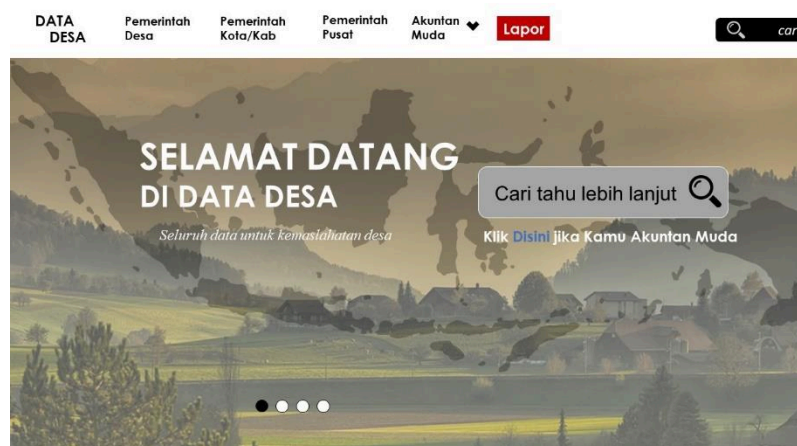 DATA
DESA
Pemerintah
Desa
Pemerintah
Kota/Kab
Pemerintah
Pusat
Akuntan
Muda
Lapor
SELAMAT DATANG
DI DATA DESA
Seluruh data untuk kemaslahatan desa
Cari tahu lebih lanjut
Klik Disini jika Kamu Akuntan Muda